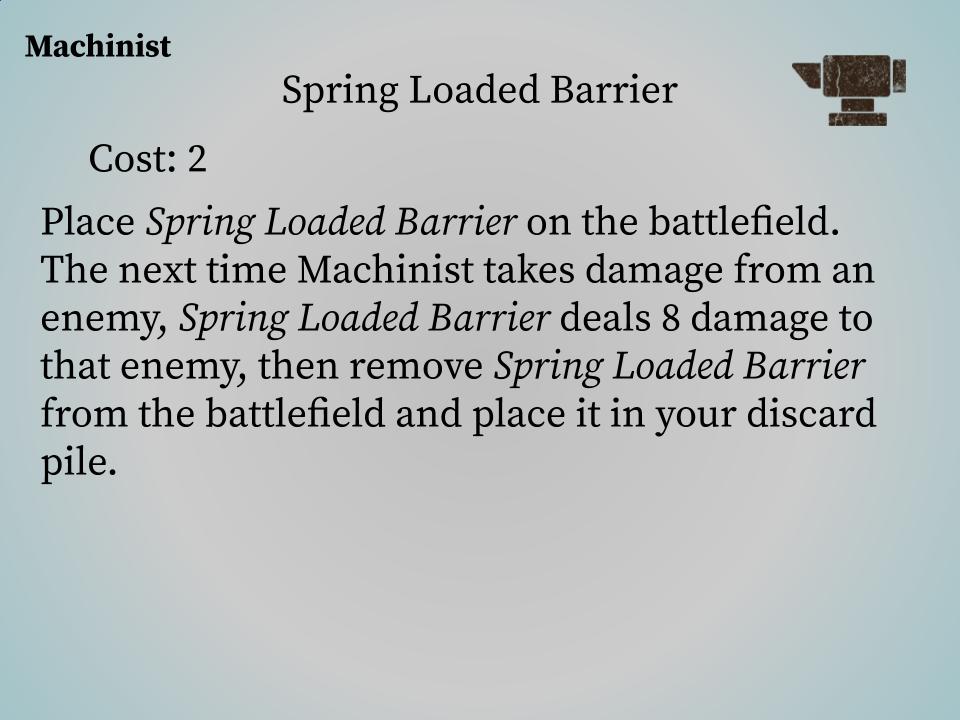 Machinist
Spring Loaded Barrier
Cost: 2
Place Spring Loaded Barrier on the battlefield.
The next time Machinist takes damage from an
enemy, Spring Loaded Barrier deals 8 damage to
that enemy, then remove Spring Loaded Barrier
from the battlefield and place it in your discard
pile.